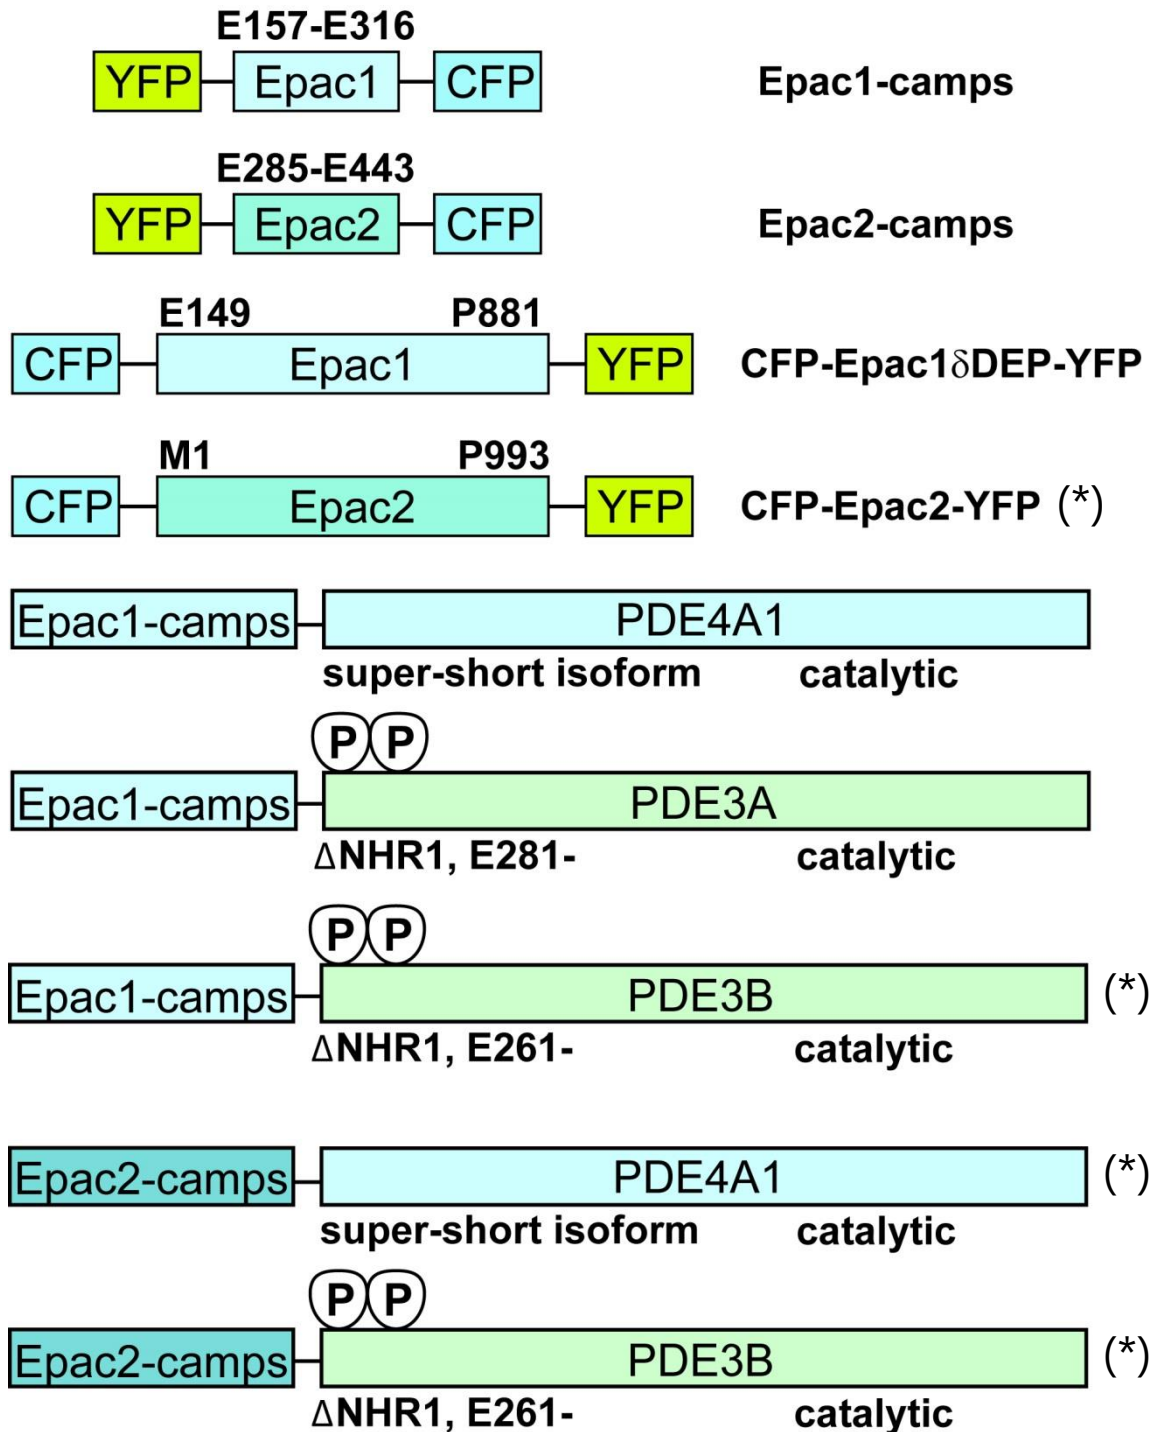 E157-E316
YFP Epac1 CFP Epac1-camps
E285-E443
YFP Epac2 CFP Epac2-camps
E149 P881
CFP Epac1 YFP CFP-Epac1δDEP-YFP
M1 P993
CFP Epac2 YFP CFP-Epac2-YFP (*)
Epac1-camps PDE4A1
super-short isoform catalytic
P P
Epac1-camps PDE3A
ΔNHR1, E281- catalytic
P P
Epac1-camps PDE3B (*)
ΔNHR1, E261- catalytic
Epac2-camps PDE4A1 (*)
super-short isoform catalytic
P P
Epac2-camps PDE3B (*)
ΔNHR1, E261- catalytic